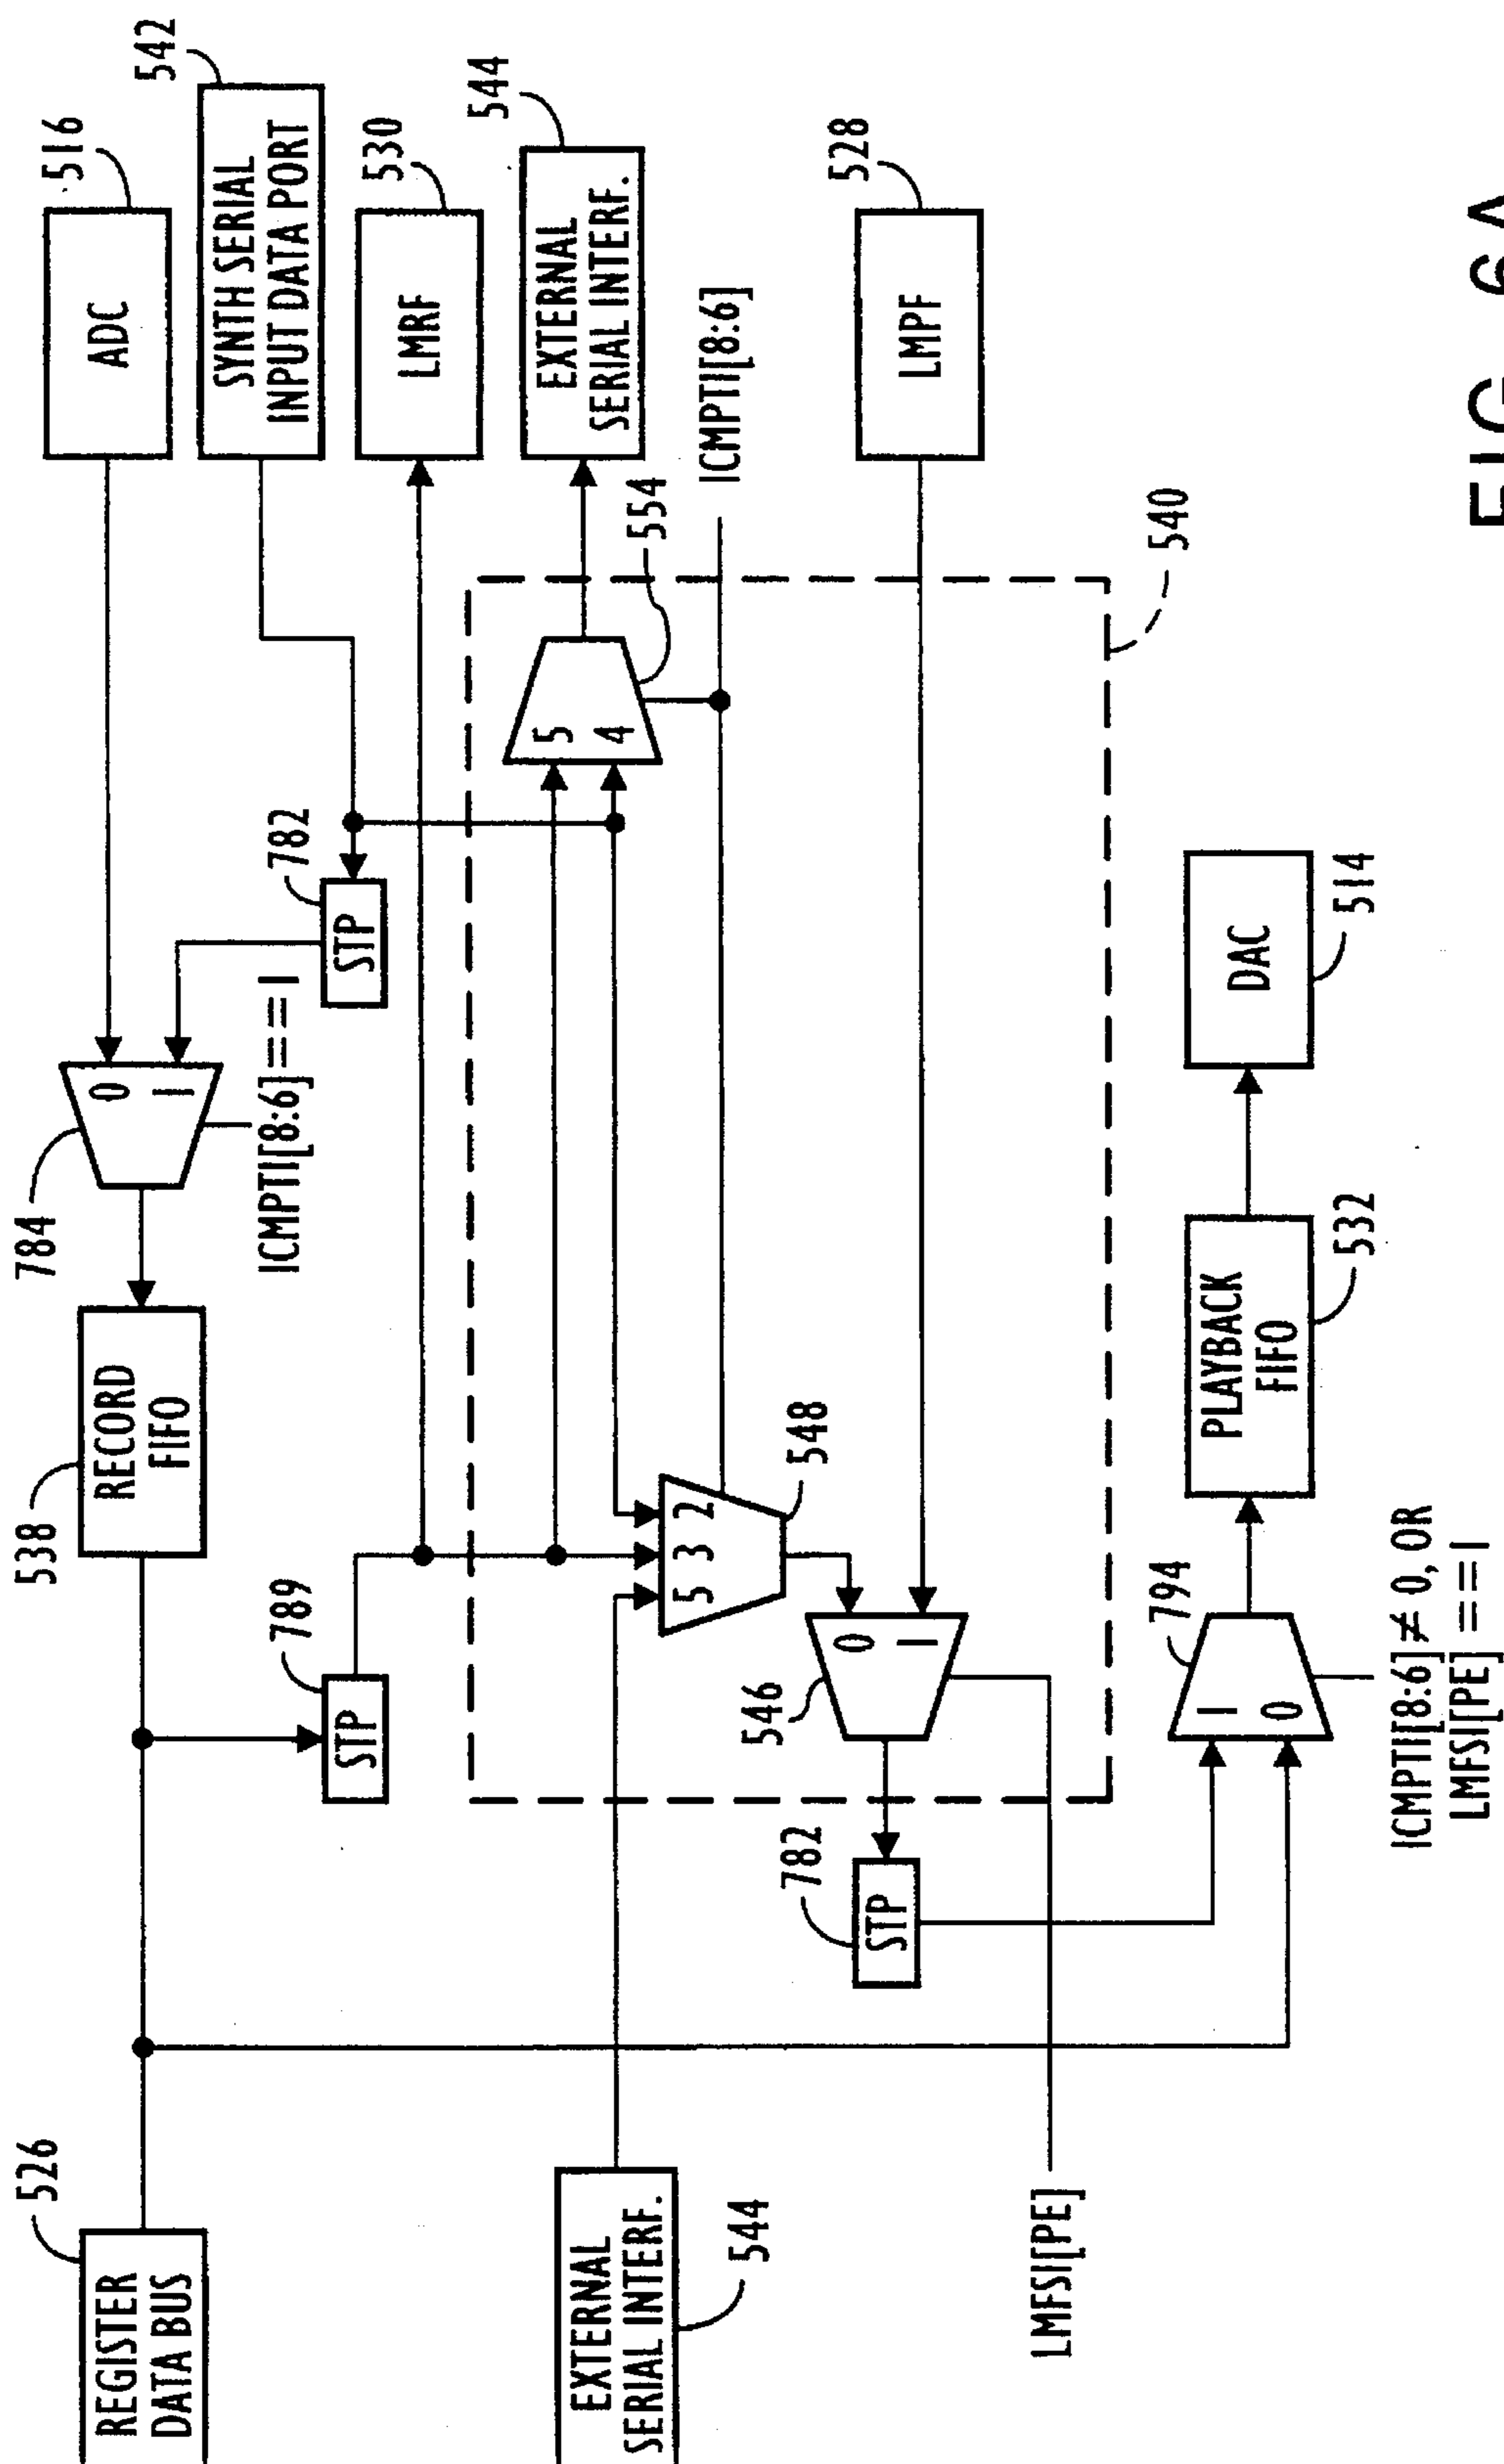 516
ADC
542
SYNTH SERIAL
INPUT DATA PORT
530
LMRF
544
EXTERNAL
SERIAL INTERF.
554
5
4
ICMPTI[8:6]
528
LMPF
540
784
0
1
ICMPTI[8:6]==1
782
STP
538
RECORD
FIFO
789
STP
5 3 2
548
546
0
1
782
STP
526
REGISTER
DATA BUS
EXTERNAL
SERIAL INTERF.
544
LMFSI[PE]
794
1
0
ICMPTI[8:6]≠0, OR
LMFSI[PE]==1
PLAYBACK
FIFO
532
DAC
514
FIG. 6A